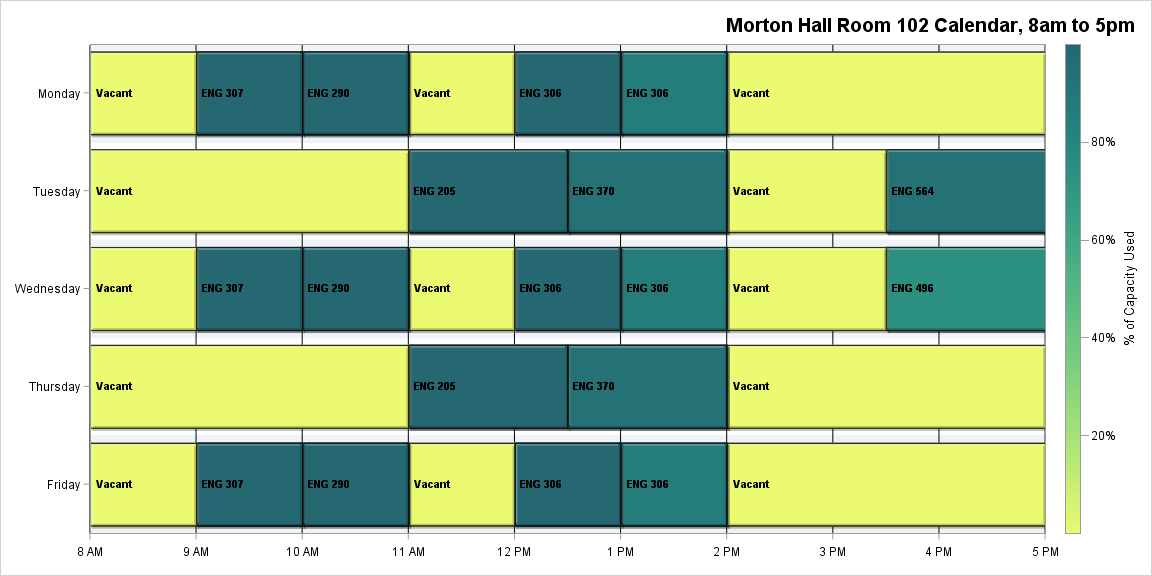 Morton Hall Room 102 Calendar, 8am to 5pm
Monday
Vacant
ENG 307
ENG 290
Vacant
ENG 306
ENG 306
Vacant
Tuesday
Vacant
ENG 205
ENG 370
Vacant
ENG 564
Wednesday
Vacant
ENG 307
ENG 290
Vacant
ENG 306
ENG 306
Vacant
ENG 496
Thursday
Vacant
ENG 205
ENG 370
Vacant
Friday
Vacant
ENG 307
ENG 290
Vacant
ENG 306
ENG 306
Vacant
8 AM
9 AM
10 AM
11 AM
12 PM
1 PM
2 PM
3 PM
4 PM
5 PM
80%
60%
40%
20%
% of Capacity Used